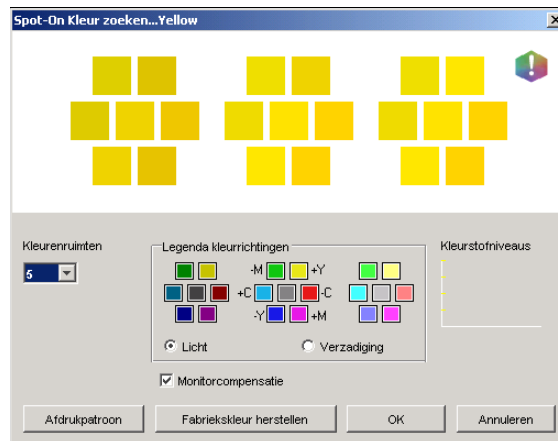 Spot-On Kleur zoeken...Yellow
Kleurenruimten
5
Legenda kleurrichtingen
-M +Y
+C -C
-Y +M
Licht Verzadiging
Kleurstofniveaus
Monitorcompensatie
Afdrukpatroon Fabriekskleur herstellen OK Annuleren